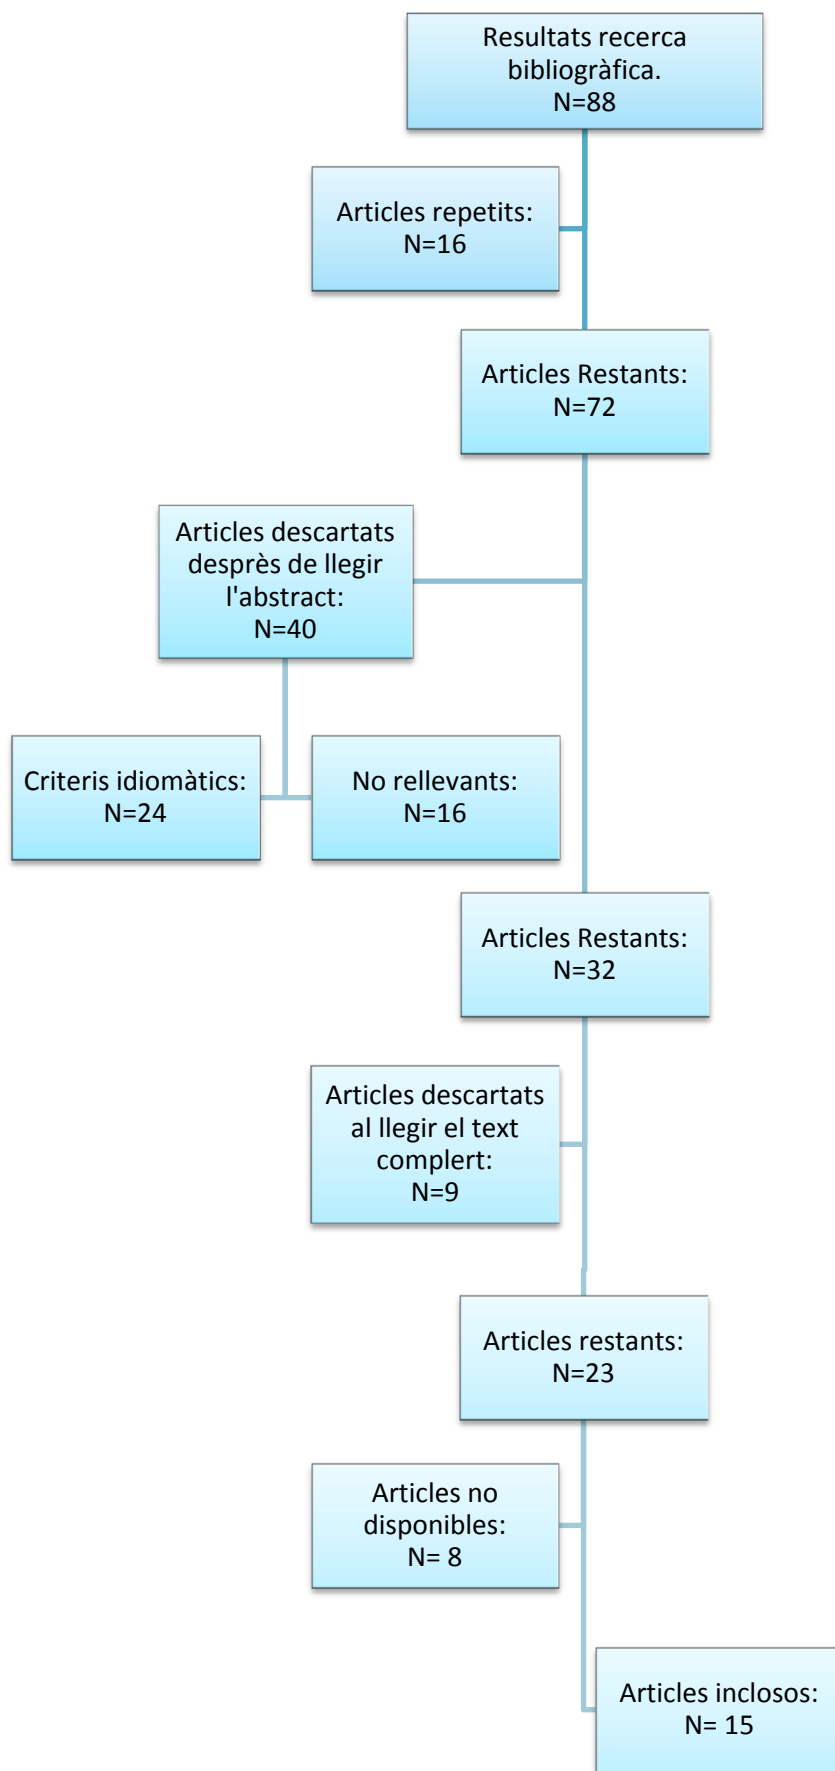 Resultats recerca
bibliogràfica.
N=88
Articles repetits:
N=16
Articles Restants:
N=72
Articles descartats
desprès de llegir
l'abstract:
N=40
Criteris idiomàtics:
N=24
No rellevants:
N=16
Articles Restants:
N=32
Articles descartats
al llegir el text
complert:
N=9
Articles restants:
N=23
Articles no
disponibles:
N= 8
Articles inclosos:
N= 15